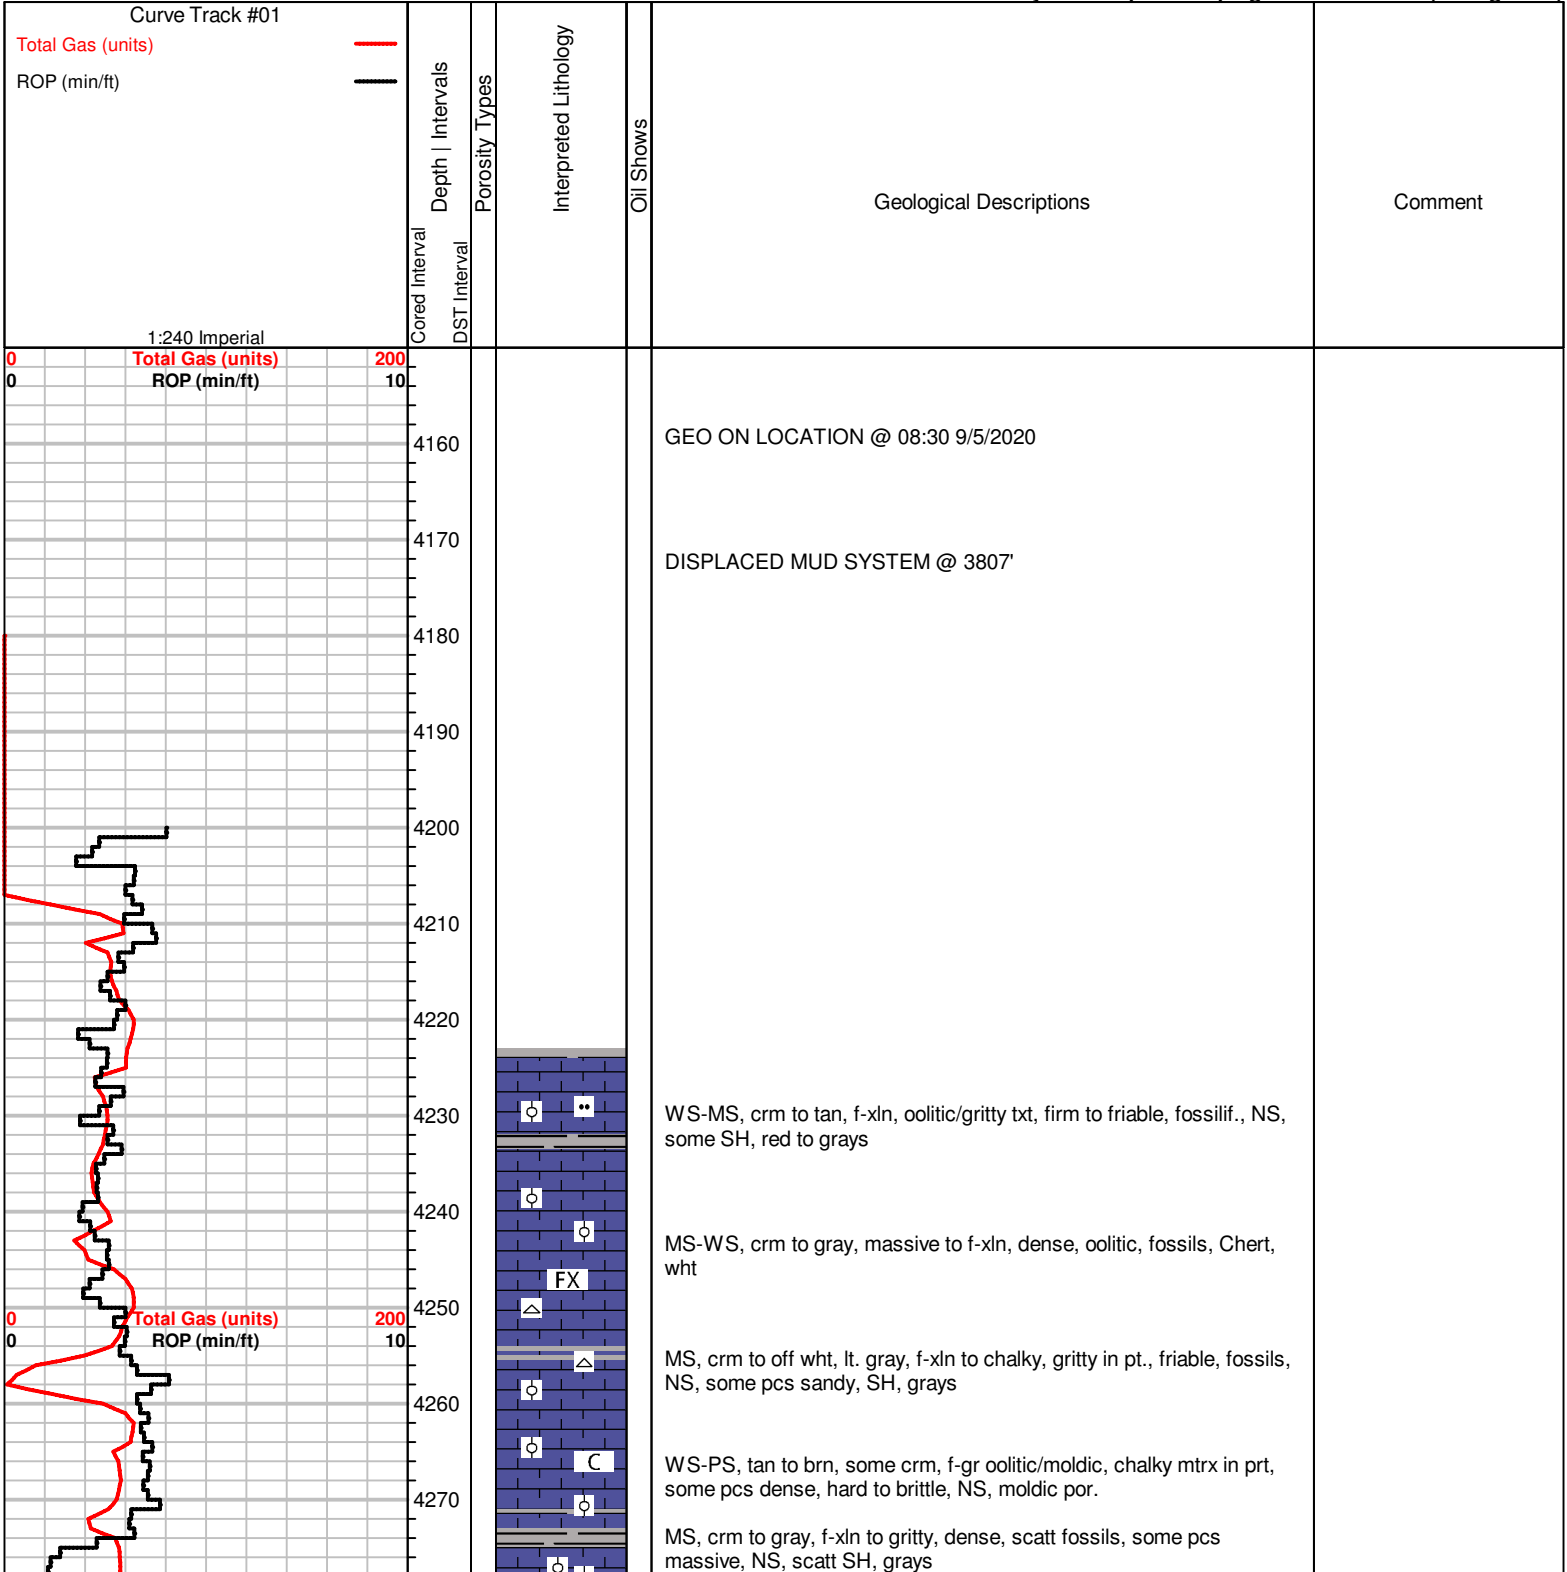 Curve Track #01
Total Gas (units)
ROP (min/ft)
1:240 Imperial
Cored Interval
Depth | Intervals
DST Interval
Porosity Types
Interpreted Lithology
Oil Shows
Geological Descriptions
Comment
0 Total Gas (units) 200
0 ROP (min/ft) 10
4160
GEO ON LOCATION @ 08:30 9/5/2020
4170
DISPLACED MUD SYSTEM @ 3807'
4180
4190
4200
4210
4220
4230
WS-MS, crm to tan, f-xln, oolitic/gritty txt, firm to friable, fossilif., NS,
some SH, red to grays
4240
MS-WS, crm to gray, massive to f-xln, dense, oolitic, fossils, Chert,
wht
FX
4250
0 Total Gas (units) 200
0 ROP (min/ft) 10
MS, crm to off wht, lt. gray, f-xln to chalky, gritty in pt., friable, fossils,
NS, some pcs sandy, SH, grays
4260
C
WS-PS, tan to brn, some crm, f-gr oolitic/moldic, chalky mtrx in prt,
some pcs dense, hard to brittle, NS, moldic por.
4270
MS, crm to gray, f-xln to gritty, dense, scatt fossils, some pcs
massive, NS, scatt SH, grays